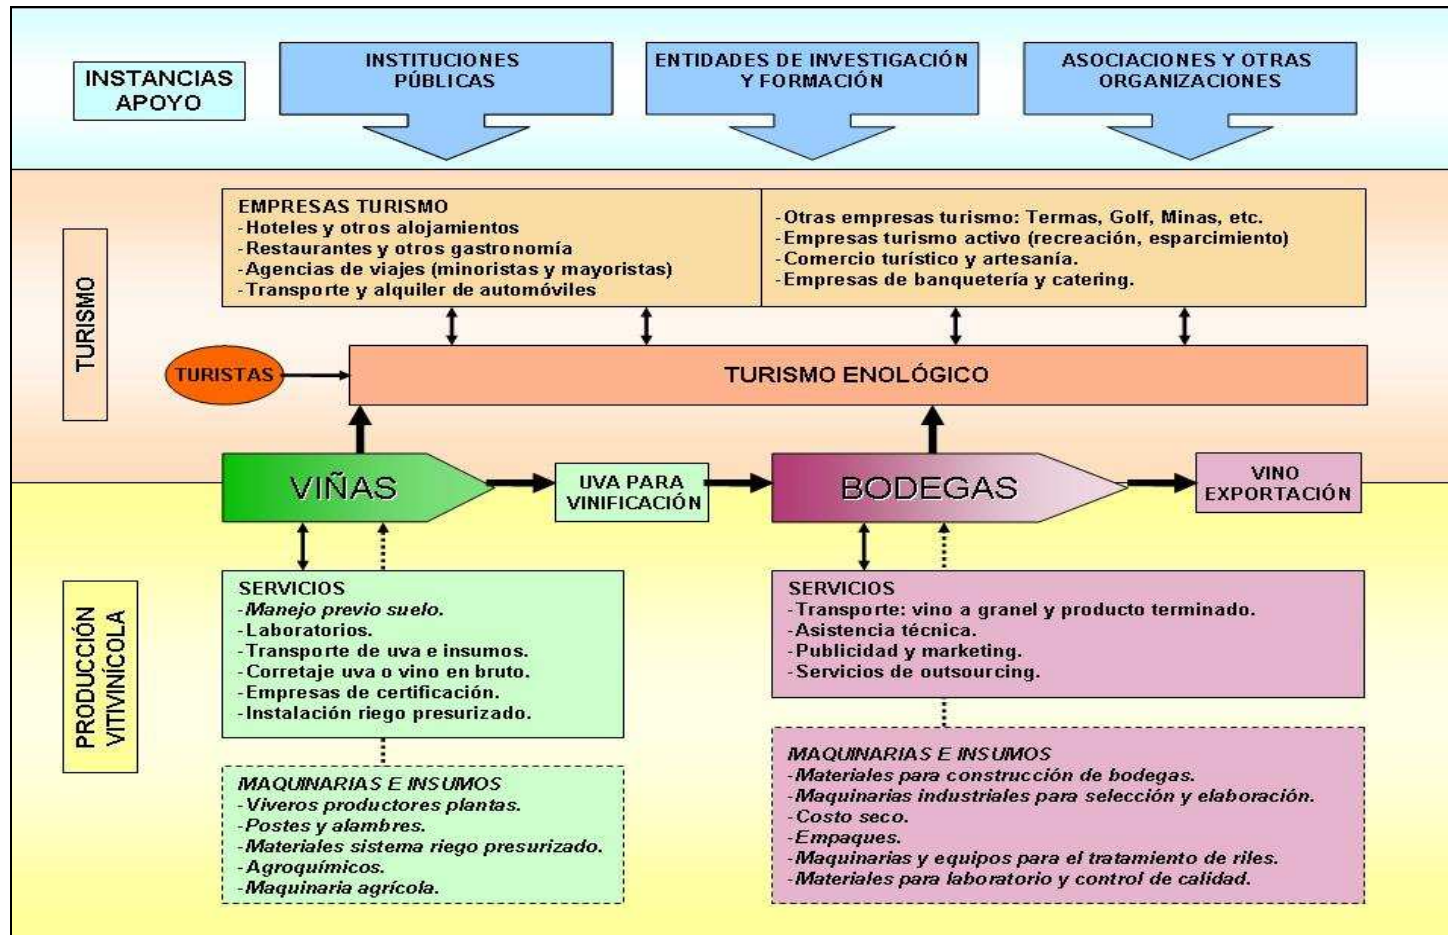 INSTANCIAS
APOYO
INSTITUCIONES
PÚBLICAS
ENTIDADES DE INVESTIGACIÓN
Y FORMACIÓN
ASOCIACIONES Y OTRAS
ORGANIZACIONES
TURISMO
EMPRESAS TURISMO
-Hoteles y otros alojamientos
-Restaurantes y otros gastronomía
-Agencias de viajes (minoristas y mayoristas)
-Transporte y alquiler de automóviles
-Otras empresas turismo: Termas, Golf, Minas, etc.
-Empresas turismo activo (recreación, esparcimiento)
-Comercio turístico y artesanía.
-Empresas de banquetería y catering.
TURISTAS
TURISMO ENOLÓGICO
VIÑAS
UVA PARA
VINIFICACIÓN
BODEGAS
VINO
EXPORTACIÓN
PRODUCCIÓN
VITIVINÍCOLA
SERVICIOS
-Manejo previo suelo.
-Laboratorios.
-Transporte de uva e insumos.
-Corretaje uva o vino en bruto.
-Empresas de certificación.
-Instalación riego presurizado.
MAQUINARIAS E INSUMOS
-Viveros productores plantas.
-Postes y alambres.
-Materiales sistema riego presurizado.
-Agroquímicos.
-Maquinaria agrícola.
SERVICIOS
-Transporte: vino a granel y producto terminado.
-Asistencia técnica.
-Publicidad y marketing.
-Servicios de outsourcing.
MAQUINARIAS E INSUMOS
-Materiales para construcción de bodegas.
-Maquinarias industriales para selección y elaboración.
-Costo seco.
-Empaques.
-Maquinarias y equipos para el tratamiento de riles.
-Materiales para laboratorio y control de calidad.